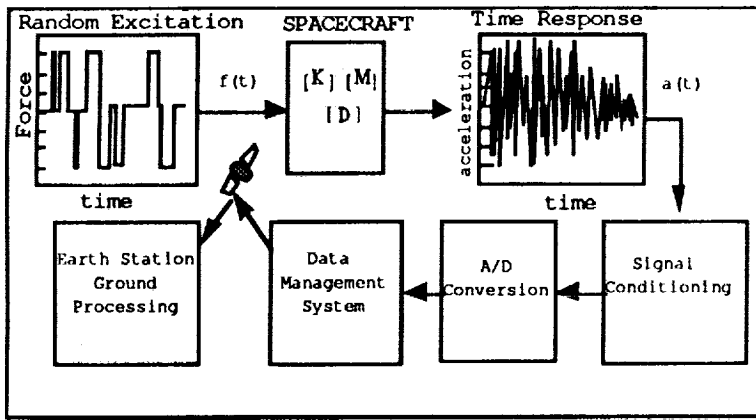 Random Excitation
SPACECRAFT
Time Response
Force
time
f(t)
[K] [M]
[D]
acceleration
time
a(t)
Earth Station
Ground
Processing
Data
Management
System
A/D
Conversion
Signal
Conditioning